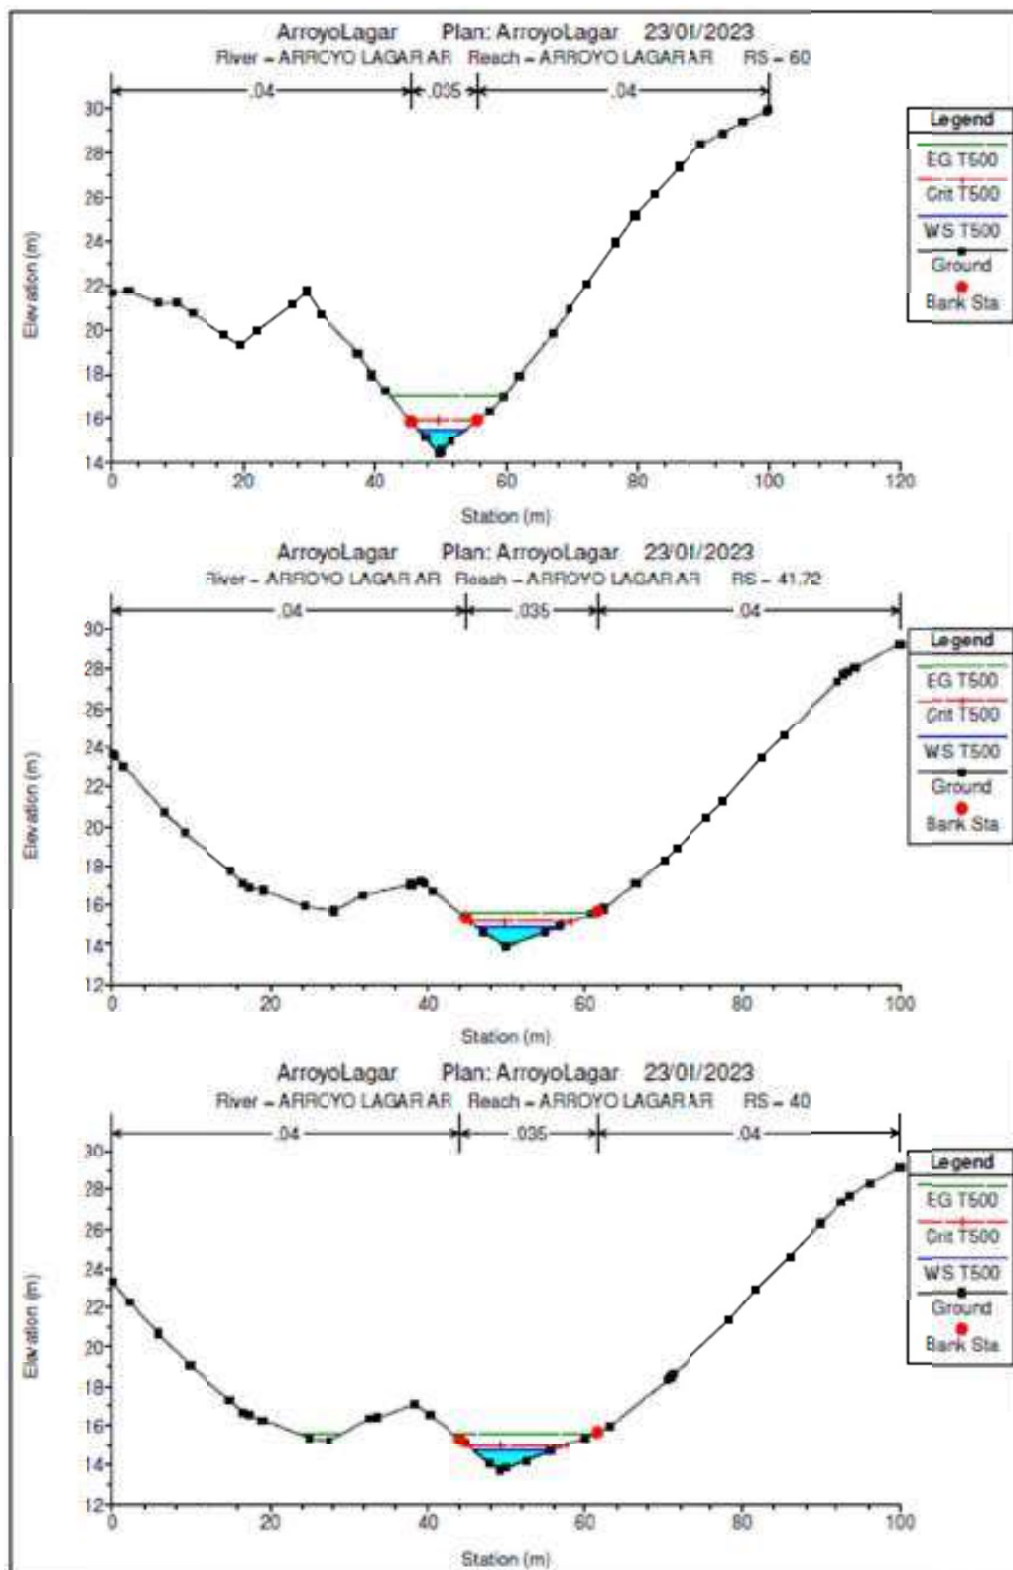 ArroyoLagar Plan: ArroyoLagar 23/01/2023
River = ARROYO LAGAR AR Reach = ARROYO LAGAR AR RS = 60
.04 .035 .04
Legend
EG T500
Crit T500
WS T500
Ground
Bank Sta
Elevation (m)
30
28
26
24
22
20
18
16
14
0 20 40 60 80 100 120
Station (m)
ArroyoLagar Plan: ArroyoLagar 23/01/2023
River = ARROYO LAGAR AR Reach = ARROYO LAGAR AR RS = 41.72
.04 .035 .04
Legend
EG T500
Crit T500
WS T500
Ground
Bank Sta
Elevation (m)
30
28
26
24
22
20
18
16
14
12
0 20 40 60 80 100
Station (m)
ArroyoLagar Plan: ArroyoLagar 23/01/2023
River = ARROYO LAGAR AR Reach = ARROYO LAGAR AR RS = 40
.04 .035 .04
Legend
EG T500
Crit T500
WS T500
Ground
Bank Sta
Elevation (m)
30
28
26
24
22
20
18
16
14
12
0 20 40 60 80 100
Station (m)